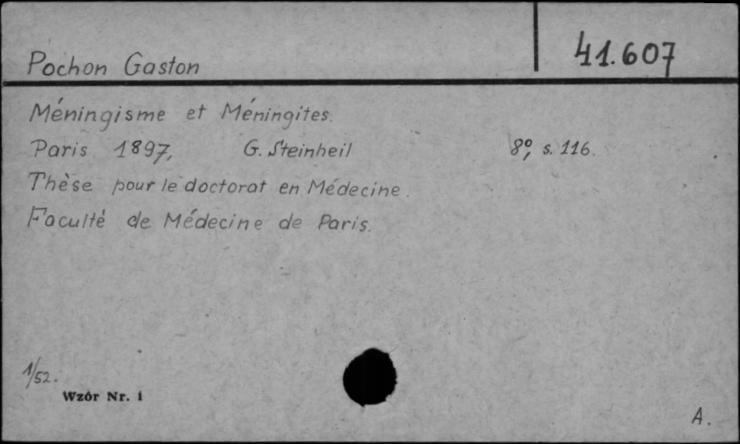 41.607
Pochon Gaston
Méningisme et Méningites.
Paris 1897, G. Steinheil 8°, s. 116.
Thèse pour le doctorat en Médecine.
Faculté de Médecine de Paris.
1/52.
Wzór Nr. 1
A.